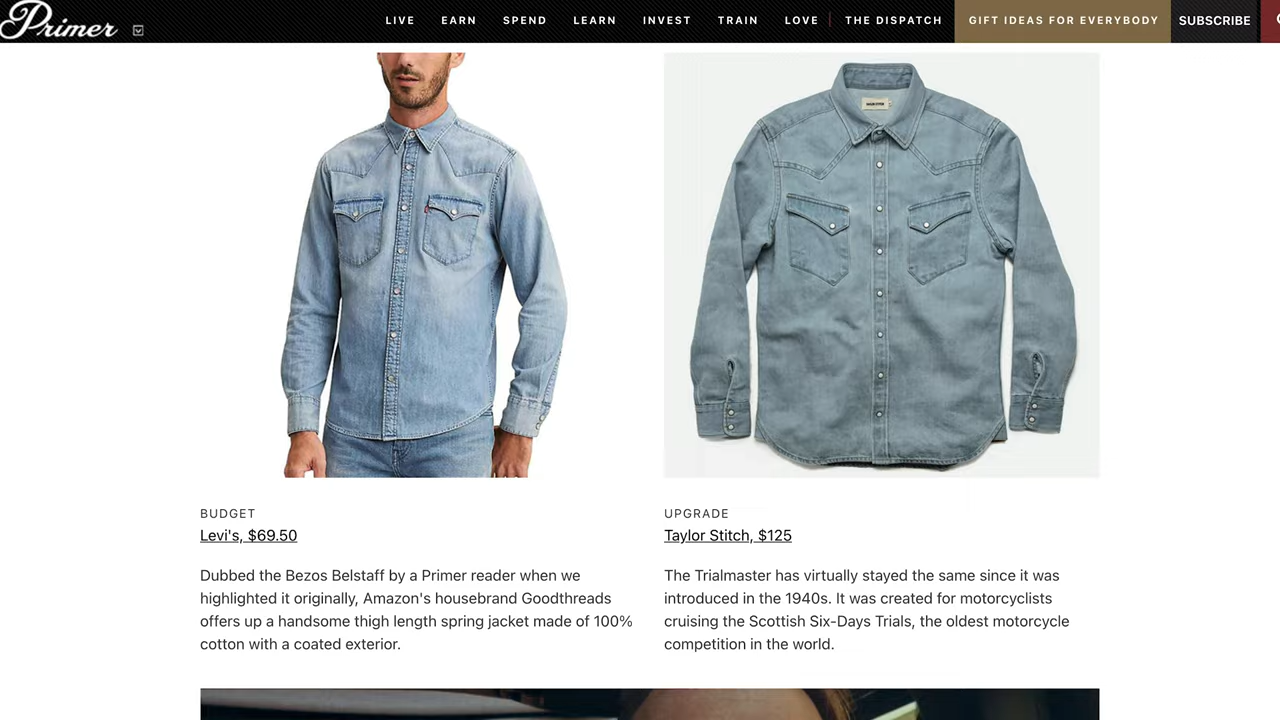 Primer
LIVE EARN SPEND LEARN INVEST TRAIN LOVE THE DISPATCH GIFT IDEAS FOR EVERYBODY SUBSCRIBE
BUDGET
Levi's, $69.50
Dubbed the Bezos Belstaff by a Primer reader when we
highlighted it originally, Amazon's housebrand Goodthreads
offers up a handsome thigh length spring jacket made of 100%
cotton with a coated exterior.
UPGRADE
Taylor Stitch, $125
The Trialmaster has virtually stayed the same since it was
introduced in the 1940s. It was created for motorcyclists
cruising the Scottish Six-Days Trials, the oldest motorcycle
competition in the world.